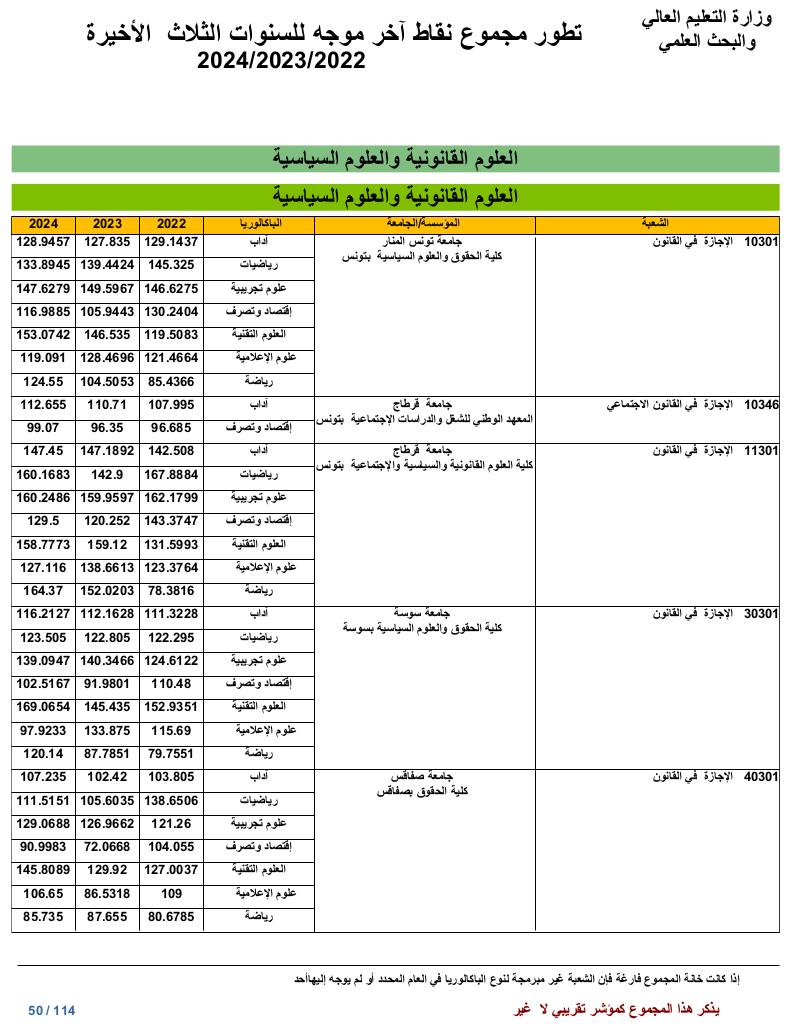 وزارة التعليم العالي
والبحث العلمي
تطور مجموع نقاط آخر موجه للسنوات الثلاث الأخيرة
2024/2023/2022
العلوم القانونية والعلوم السياسية
العلوم القانونية والعلوم السياسية
الشعبة المؤسسة/الجامعة الباكالوريا 2022 2023 2024
10301 الإجازة في القانون جامعة تونس المنار آداب 129.1437 127.835 128.9457
كلية الحقوق والعلوم السياسية بتونس
رياضيات 145.325 139.4424 133.8945
علوم تجريبية 146.6275 149.5967 147.6279
إقتصاد وتصرف 130.2404 105.9443 116.9885
العلوم التقنية 119.5083 146.535 153.0742
علوم الإعلامية 121.4664 128.4696 119.091
رياضة 85.4366 104.5053 124.55
10346 الإجازة في القانون الاجتماعي جامعة قرطاج آداب 107.995 110.71 112.655
المعهد الوطني للشغل والدراسات الإجتماعية بتونس
إقتصاد وتصرف 96.685 96.35 99.07
11301 الإجازة في القانون جامعة قرطاج آداب 142.508 147.1892 147.45
كلية العلوم القانونية والسياسية والإجتماعية بتونس
رياضيات 167.8884 142.9 160.1683
علوم تجريبية 162.1799 159.9597 160.2486
إقتصاد وتصرف 143.3747 120.252 129.5
العلوم التقنية 131.5993 159.12 158.7773
علوم الإعلامية 123.3764 138.6613 127.116
رياضة 78.3816 152.0203 164.37
30301 الإجازة في القانون جامعة سوسة آداب 111.3228 112.1628 116.2127
كلية الحقوق والعلوم السياسية بسوسة
رياضيات 122.295 122.805 123.505
علوم تجريبية 124.6122 140.3466 139.0947
إقتصاد وتصرف 110.48 91.9801 102.5167
العلوم التقنية 152.9351 145.435 169.0654
علوم الإعلامية 115.69 133.875 97.9233
رياضة 79.7551 87.7851 120.14
40301 الإجازة في القانون جامعة صفاقس آداب 103.805 102.42 107.235
كلية الحقوق بصفاقس
رياضيات 138.6506 105.6035 111.5151
علوم تجريبية 121.26 126.9662 129.0688
إقتصاد وتصرف 104.055 72.0668 90.9983
العلوم التقنية 127.0037 129.92 145.8089
علوم الإعلامية 109 86.5318 106.65
رياضة 80.6785 87.655 85.735
إذا كانت خانة المجموع فارغة فإن الشعبة غير مبرمجة لنوع الباكالوريا في العام المحدد أو لم يوجه إليهاأحد
يذكر هذا المجموع كمؤشر تقريبي لا غير
50 / 114